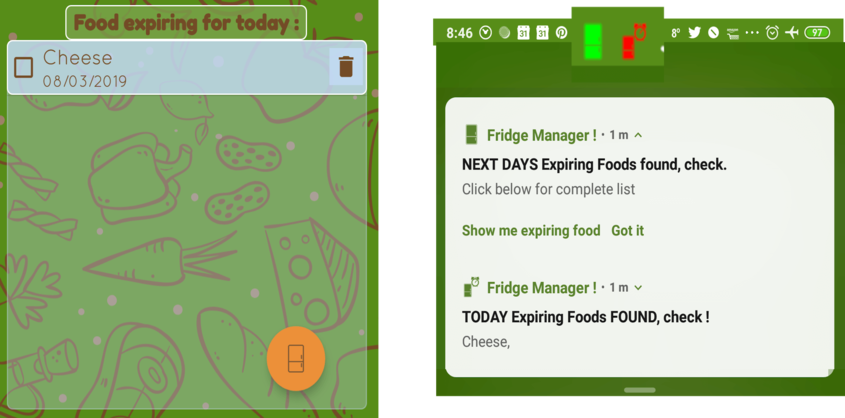 Food expiring for today :
Cheese
08/03/2019
8:46 31 31 8° 97
Fridge Manager ! • 1 m
NEXT DAYS Expiring Foods found, check.
Click below for complete list
Show me expiring food Got it
Fridge Manager ! • 1 m
TODAY Expiring Foods FOUND, check !
Cheese,